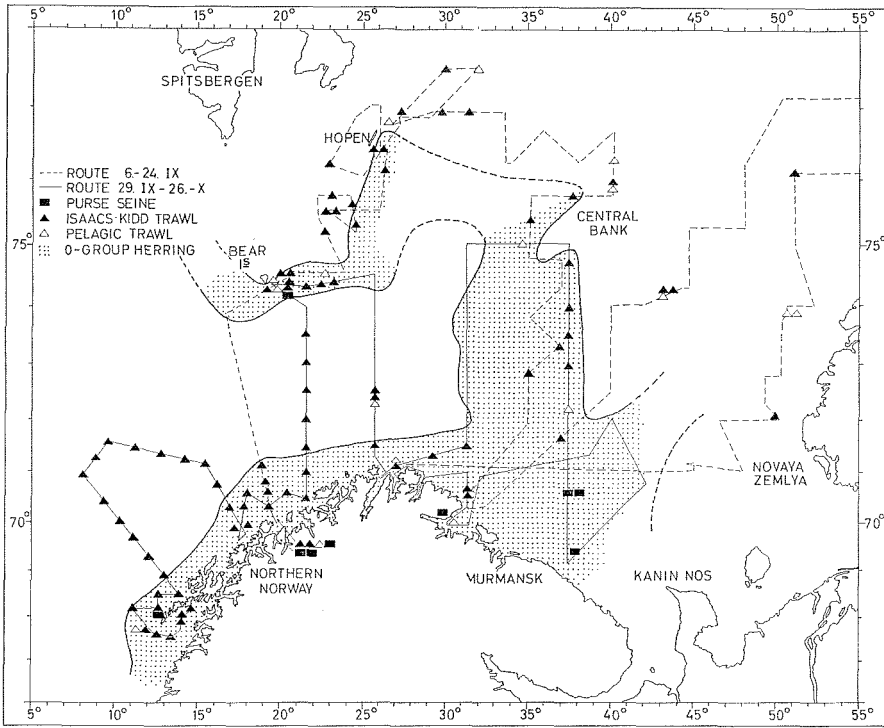 5° 10° 15° 20° 25° 30° 35° 40° 45° 50° 55°
SPITSBERGEN
HOPEN
ROUTE 6.-24. IX
ROUTE 29. IX-26.-X
PURSE SEINE
ISAACS-KIDD TRAWL
PELAGIC TRAWL
0-GROUP HERRING
CENTRAL
BANK
75° 75°
BEAR
IS
NOVAYA
ZEMLYA
70° 70°
NORTHERN
NORWAY
MURMANSK
KANIN NOS
5° 10° 15° 20° 25° 30° 35° 40° 45° 50° 55°